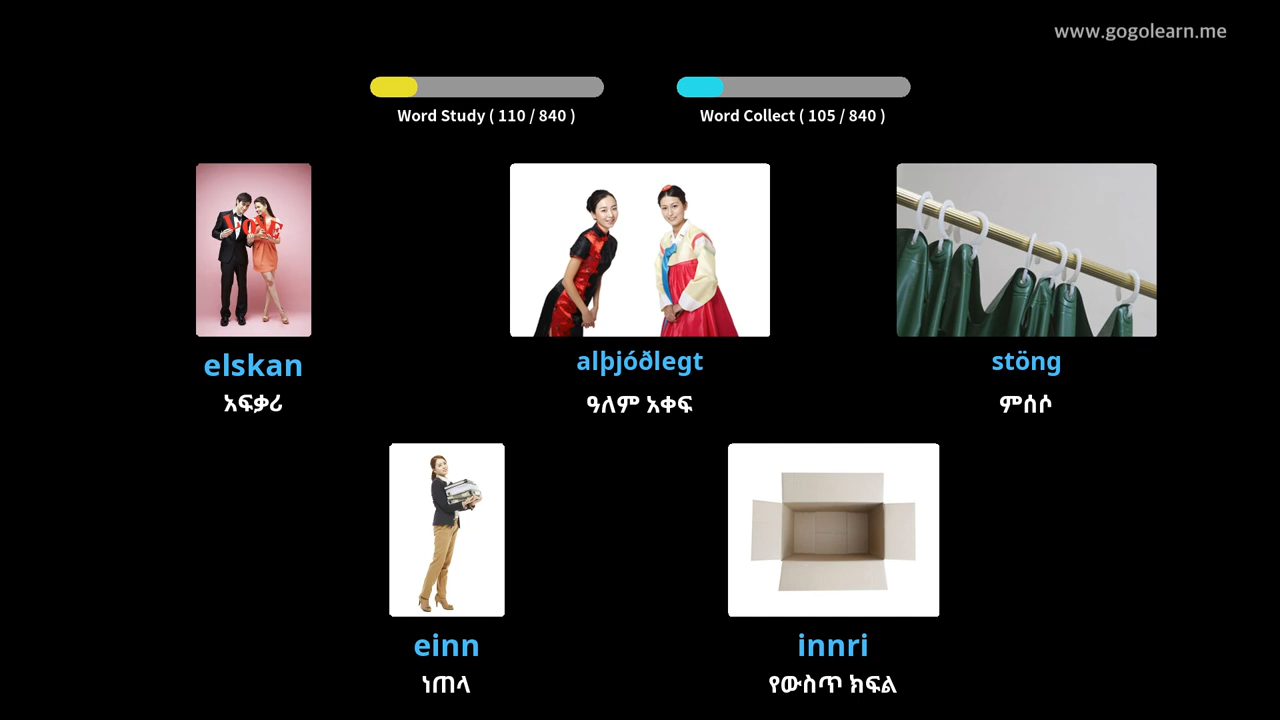 www.gogolearn.me
Word Study ( 110 / 840 )
Word Collect ( 105 / 840 )
elskan
አፍቃሪ
alþjóðlegt
ዓለም አቀፍ
stöng
ምሰሶ
einn
ነጠላ
innri
የውስጥ ክፍል